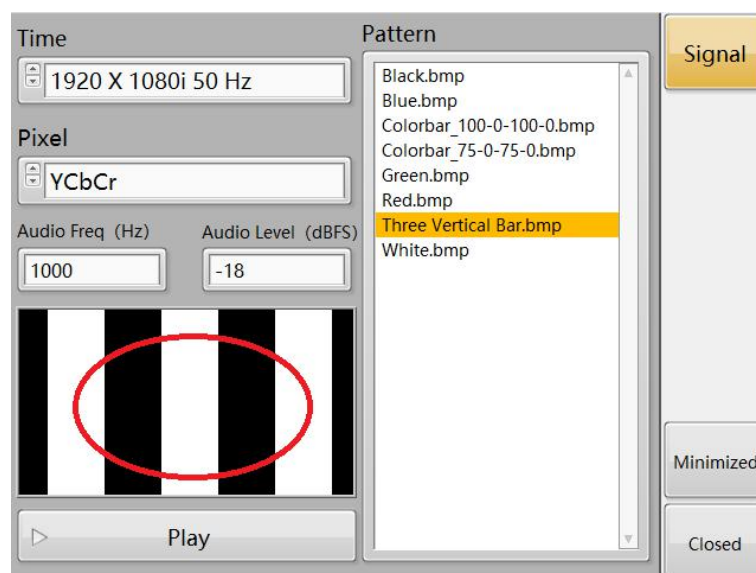 Time
1920 X 1080i 50 Hz
Pixel
YCbCr
Audio Freq (Hz)
Audio Level (dBFS)
1000
-18
Play
Pattern
Black.bmp
Blue.bmp
Colorbar_100-0-100-0.bmp
Colorbar_75-0-75-0.bmp
Green.bmp
Red.bmp
Three Vertical Bar.bmp
White.bmp
Signal
Minimized
Closed